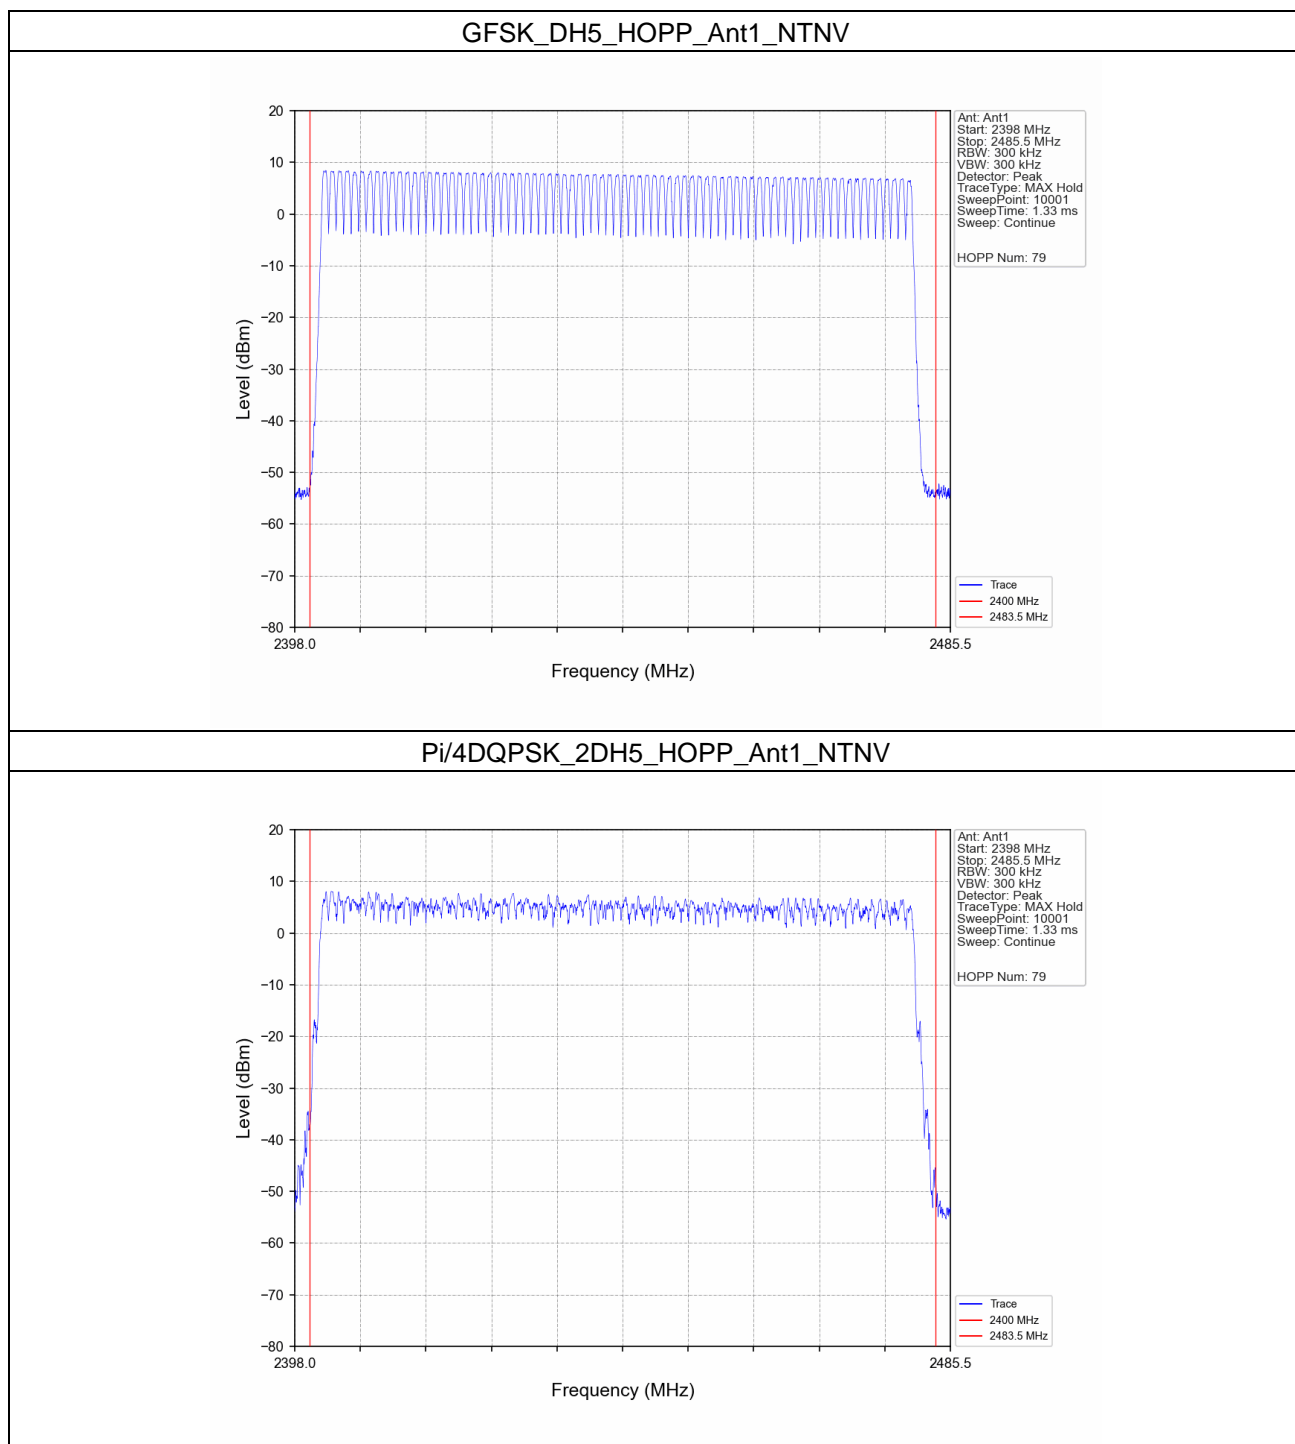 GFSK_DH5_HOPP_Ant1_NTNV
20
10
0
−10
−20
−30
−40
−50
−60
−70
−80
Level (dBm)
2398.0
2485.5
Frequency (MHz)
Ant: Ant1
Start: 2398 MHz
Stop: 2485.5 MHz
RBW: 300 kHz
VBW: 300 kHz
Detector: Peak
TraceType: MAX Hold
SweepPoint: 10001
SweepTime: 1.33 ms
Sweep: Continue
HOPP Num: 79
Trace
2400 MHz
2483.5 MHz
Pi/4DQPSK_2DH5_HOPP_Ant1_NTNV
20
10
0
−10
−20
−30
−40
−50
−60
−70
−80
Level (dBm)
2398.0
2485.5
Frequency (MHz)
Ant: Ant1
Start: 2398 MHz
Stop: 2485.5 MHz
RBW: 300 kHz
VBW: 300 kHz
Detector: Peak
TraceType: MAX Hold
SweepPoint: 10001
SweepTime: 1.33 ms
Sweep: Continue
HOPP Num: 79
Trace
2400 MHz
2483.5 MHz